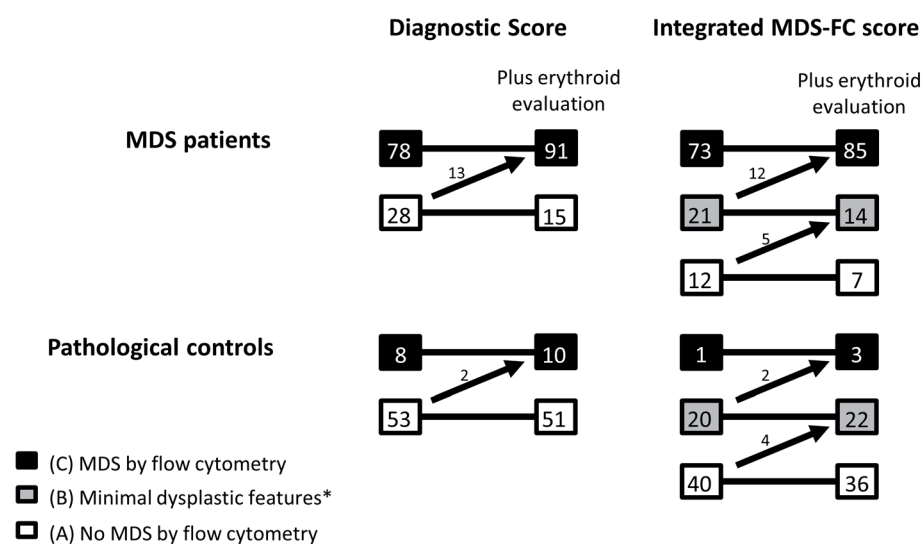 Diagnostic Score
Integrated MDS-FC score
Plus erythroid
evaluation
Plus erythroid
evaluation
MDS patients
78
91
73
85
13
12
28
15
21
14
5
12
7
Pathological controls
8
10
1
3
2
2
53
51
20
22
4
40
36
(C) MDS by flow cytometry
(B) Minimal dysplastic features*
(A) No MDS by flow cytometry